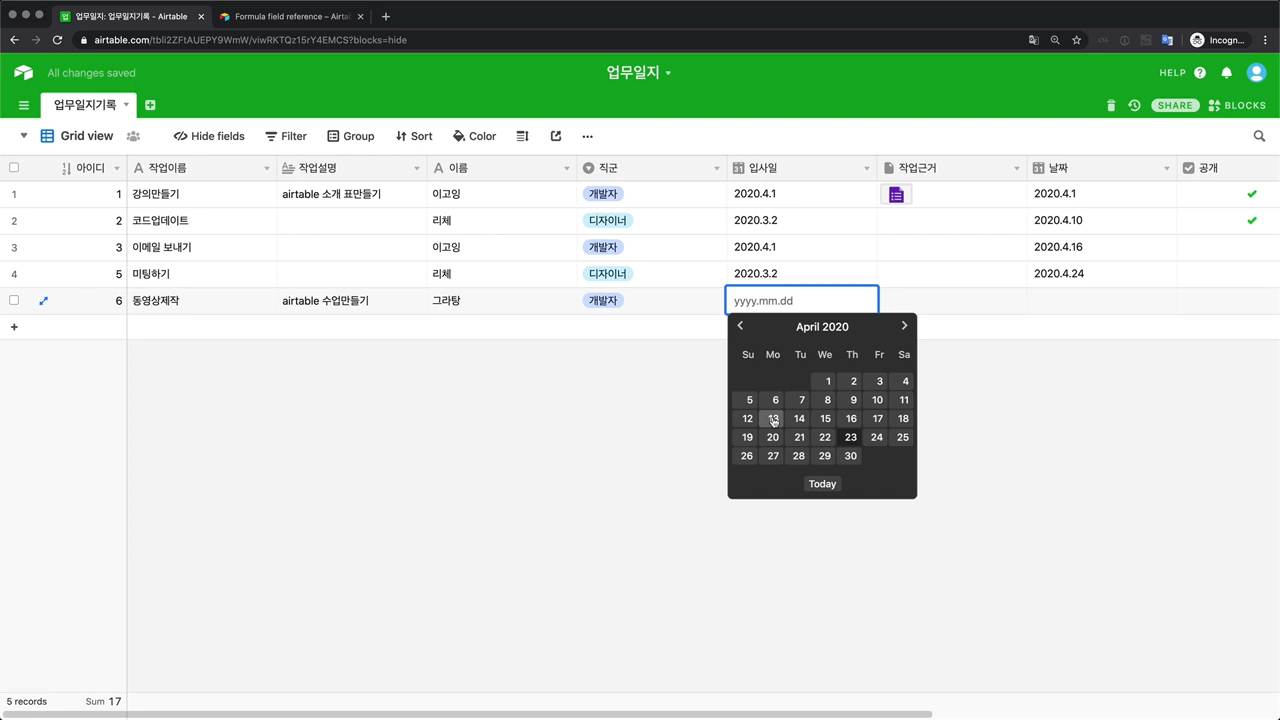 업무일지: 업무일지기록 - Airtable
Formula field reference – Airta
airtable.com/tbli2ZFtAUEPY9WmW/viwRKTQz15rY4EMCS?blocks=hide
Incogn...
All changes saved
업무일지
HELP
업무일지기록
SHARE
BLOCKS
Grid view
Hide fields
Filter
Group
Sort
Color
아이디 작업이름 작업설명 이름 직군 입사일 작업근거 날짜 공개
1 1 강의만들기 airtable 소개 표만들기 이고잉 개발자 2020.4.1 2020.4.1
2 2 코드업데이트 리체 디자이너 2020.3.2 2020.4.10
3 3 이메일 보내기 이고잉 개발자 2020.4.1 2020.4.16
4 5 미팅하기 리체 디자이너 2020.3.2 2020.4.24
6 동영상제작 airtable 수업만들기 그라탕 개발자 yyyy.mm.dd
April 2020
Su Mo Tu We Th Fr Sa
1 2 3 4
5 6 7 8 9 10 11
12 13 14 15 16 17 18
19 20 21 22 23 24 25
26 27 28 29 30
Today
5 records
Sum 17